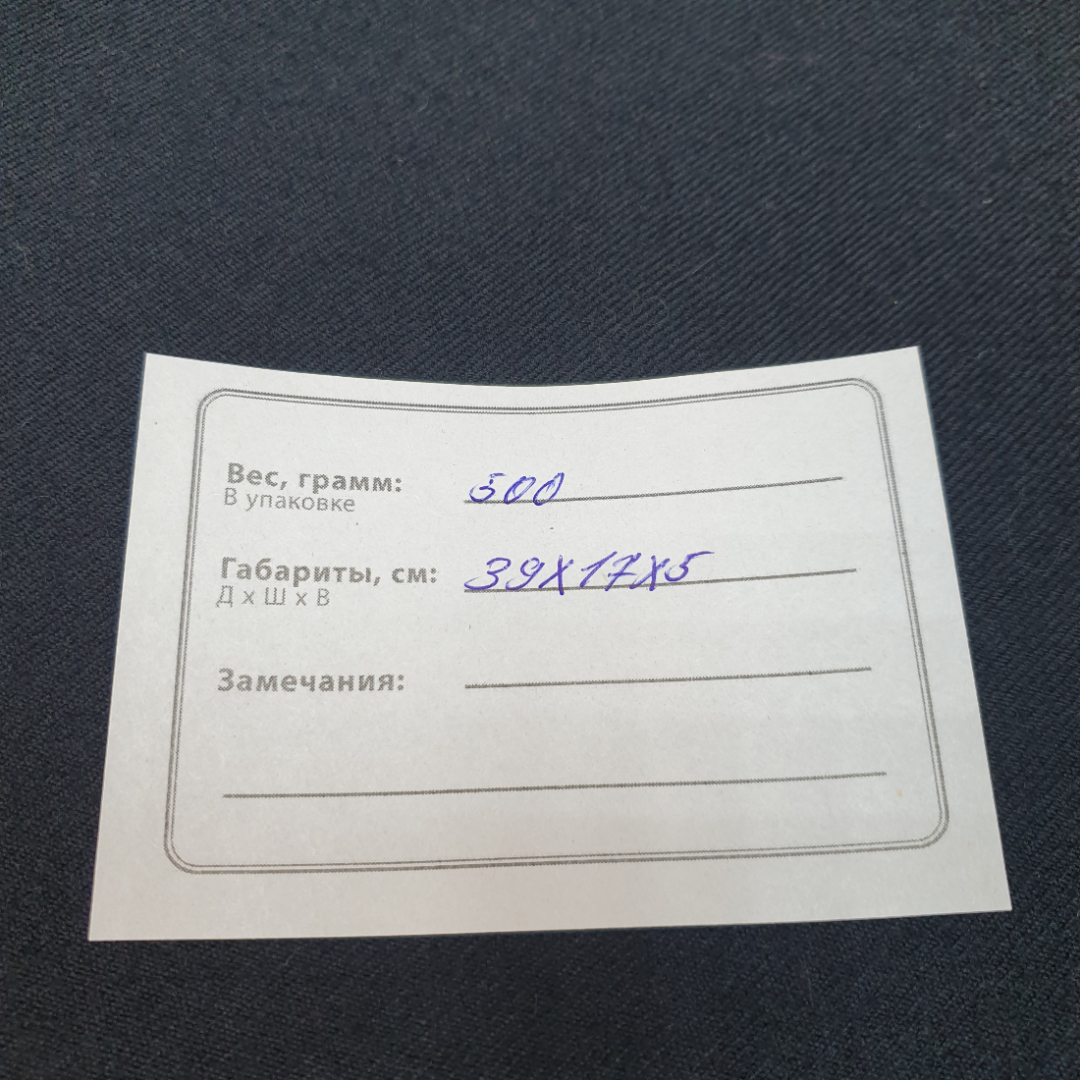 Вес, грамм: 500
В упаковке
Габариты, см: 39х17х5
Д х Ш х В
Замечания: